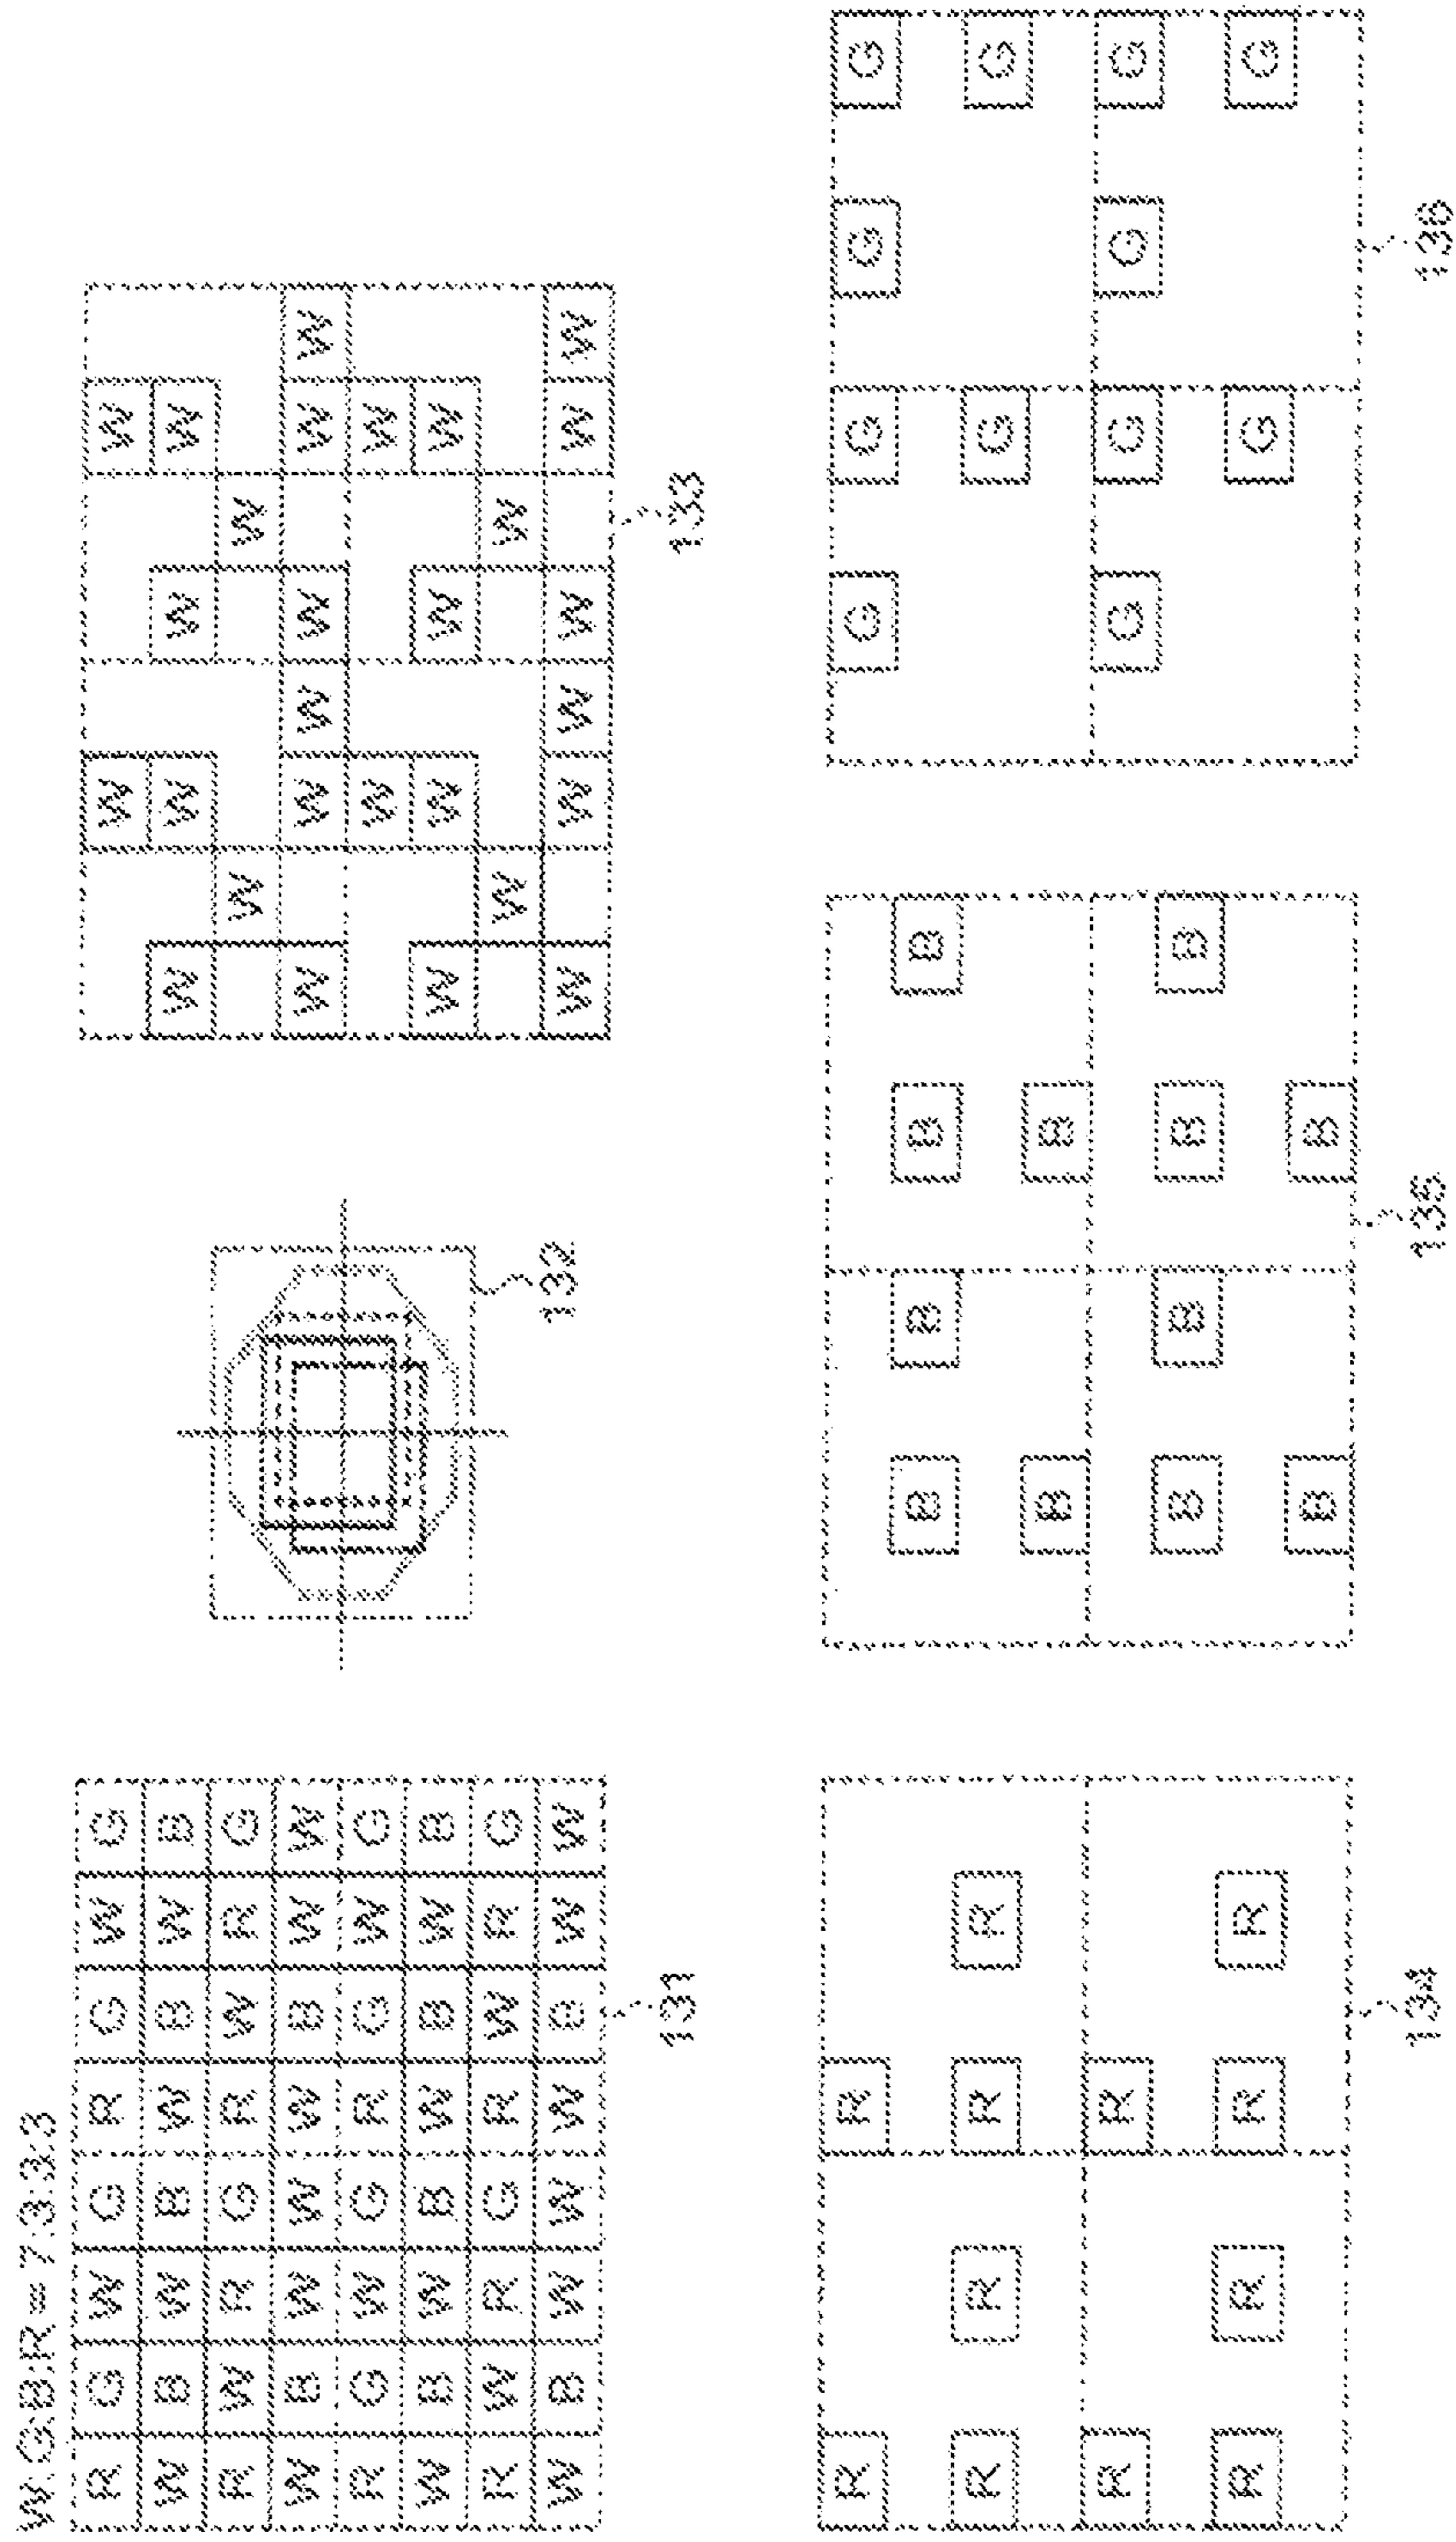 W:G:B:R=7:3:3:3
R G W G R G W G
W B W B W B W B
R W R G R W R G
W B W W W B W W
R G W G R G W G
W B W B W B W B
R W R G R W R G
W B W W W B W W
131
132
W W
W W W W
W W
W W W W W W
W W
W W W W
W W
W W W W W W
133
R R
R R R R
R R
R R R R
134
B B B B
B B
B B B B
B B
135
G G G G
G G
G G G G
G G
136